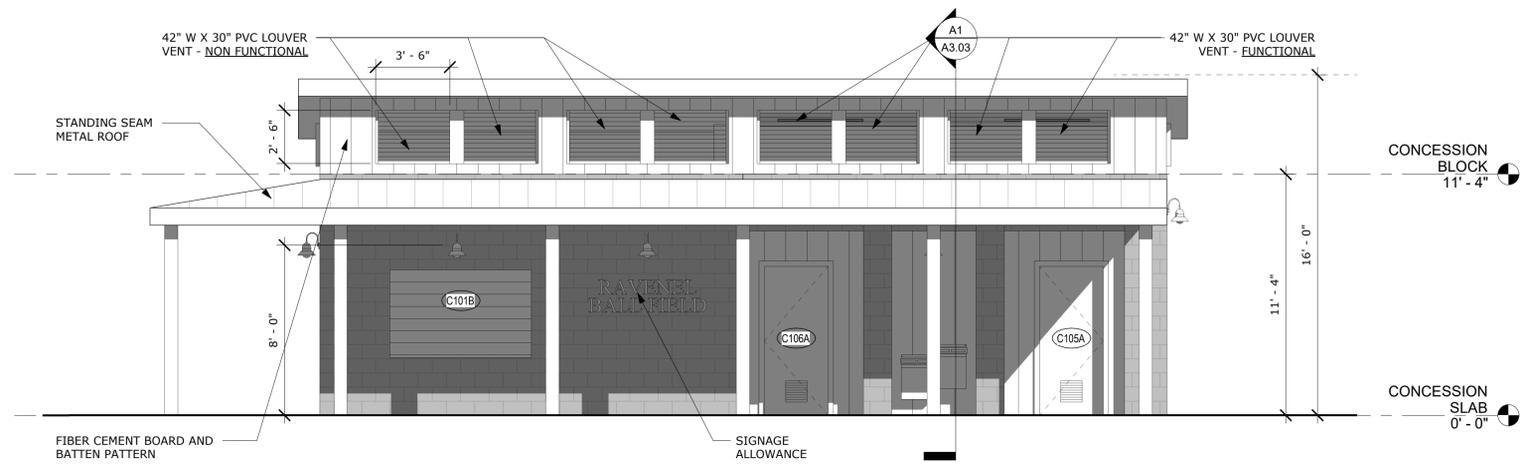 42" W X 30" PVC LOUVER
VENT - NON FUNCTIONAL
3' - 6"
A1
A3.03
42" W X 30" PVC LOUVER
VENT - FUNCTIONAL
STANDING SEAM
METAL ROOF
2' - 6"
CONCESSION
BLOCK
11' - 4"
16' - 0"
11' - 4"
8' - 0"
C101B
RAVENEL
BALL FIELD
C106A
C105A
CONCESSION
SLAB
0' - 0"
FIBER CEMENT BOARD AND
BATTEN PATTERN
SIGNAGE
ALLOWANCE